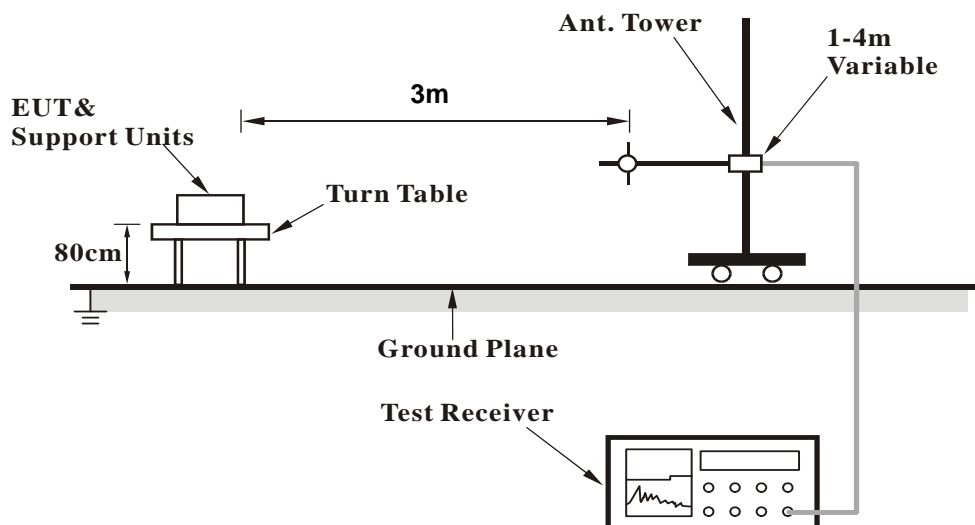 Ant. Tower
1-4m
Variable
3m
EUT&
Support Units
Turn Table
80cm
Ground Plane
Test Receiver